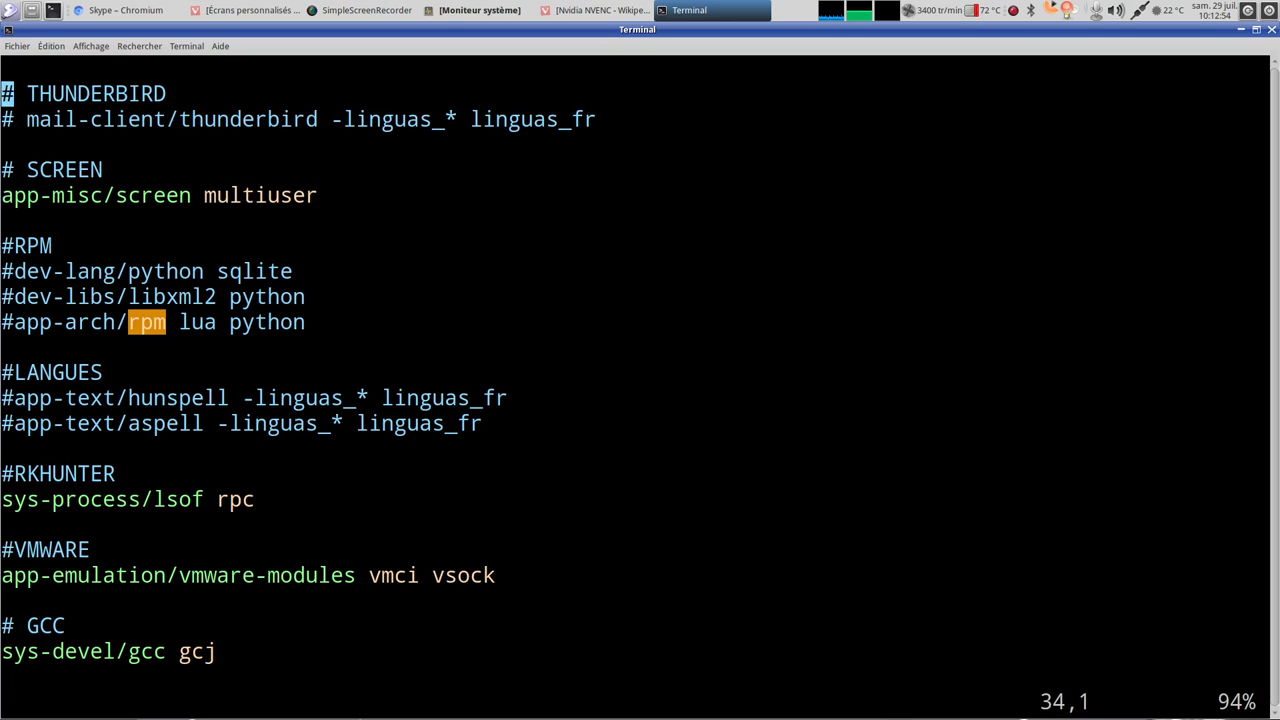 Skype – Chromium
[Écrans personnalisés ...
SimpleScreenRecorder
[Moniteur système]
[Nvidia NVENC - Wikipe...
Terminal
3400 tr/min
72 °C
22 °C
sam. 29 juil.
10:12:54
Terminal
Fichier Édition Affichage Rechercher Terminal Aide
# THUNDERBIRD
# mail-client/thunderbird -linguas_* linguas_fr
# SCREEN
app-misc/screen multiuser
#RPM
#dev-lang/python sqlite
#dev-libs/libxml2 python
#app-arch/rpm lua python
#LANGUES
#app-text/hunspell -linguas_* linguas_fr
#app-text/aspell -linguas_* linguas_fr
#RKHUNTER
sys-process/lsof rpc
#VMWARE
app-emulation/vmware-modules vmci vsock
# GCC
sys-devel/gcc gcj
34,1 94%